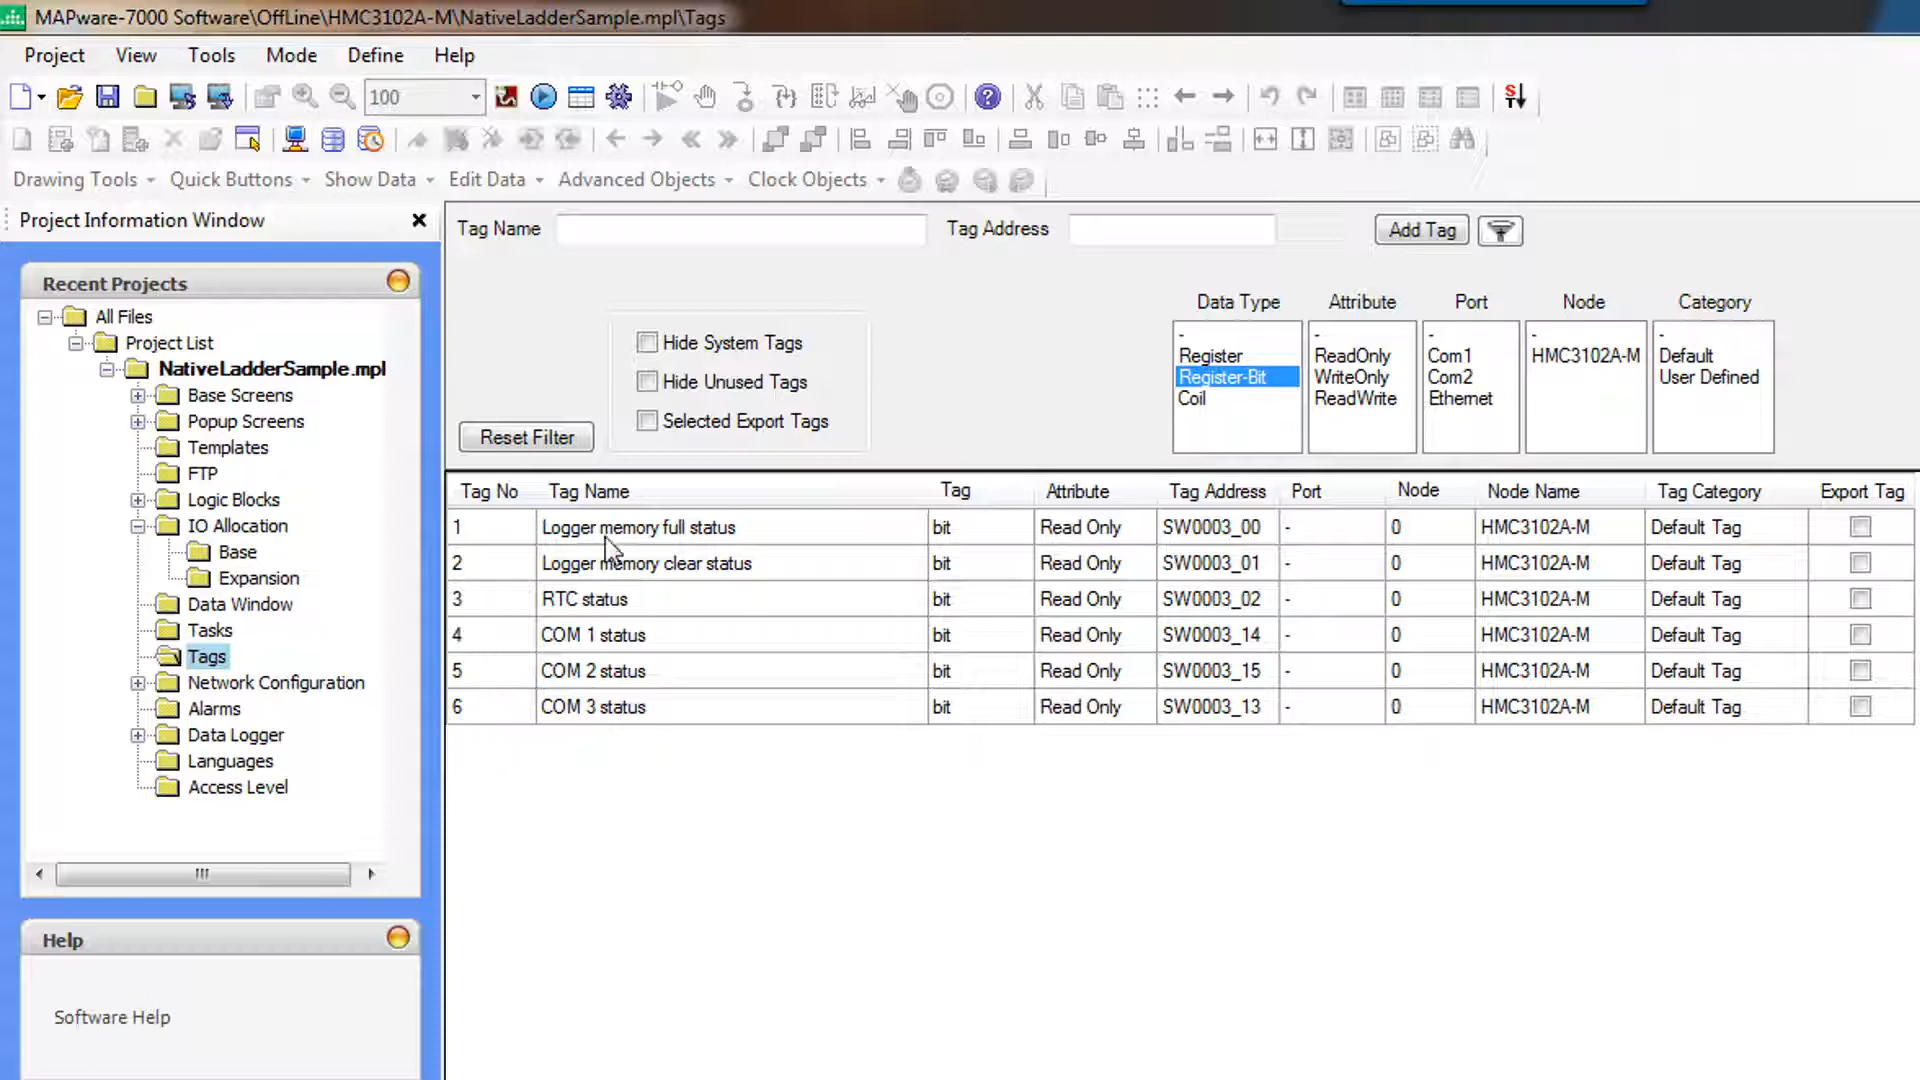 MAPware-7000 Software\OffLine\HMC3102A-M\NativeLadderSample.mpl\Tags
Project View Tools Mode Define Help
100
Drawing Tools Quick Buttons Show Data Edit Data Advanced Objects Clock Objects
Project Information Window
Recent Projects
All Files
Project List
NativeLadderSample.mpl
Base Screens
Popup Screens
Templates
FTP
Logic Blocks
IO Allocation
Base
Expansion
Data Window
Tasks
Tags
Network Configuration
Alarms
Data Logger
Languages
Access Level
Help
Software Help
Tag Name Tag Address Add Tag
Hide System Tags
Hide Unused Tags
Selected Export Tags
Reset Filter
Data Type Attribute Port Node Category
- - - - -
Register ReadOnly Com1 HMC3102A-M Default
Register-Bit WriteOnly Com2 User Defined
Coil ReadWrite Ethernet
Tag No Tag Name Tag Attribute Tag Address Port Node Node Name Tag Category Export Tag
1 Logger memory full status bit Read Only SW0003_00 - 0 HMC3102A-M Default Tag
2 Logger memory clear status bit Read Only SW0003_01 - 0 HMC3102A-M Default Tag
3 RTC status bit Read Only SW0003_02 - 0 HMC3102A-M Default Tag
4 COM 1 status bit Read Only SW0003_14 - 0 HMC3102A-M Default Tag
5 COM 2 status bit Read Only SW0003_15 - 0 HMC3102A-M Default Tag
6 COM 3 status bit Read Only SW0003_13 - 0 HMC3102A-M Default Tag